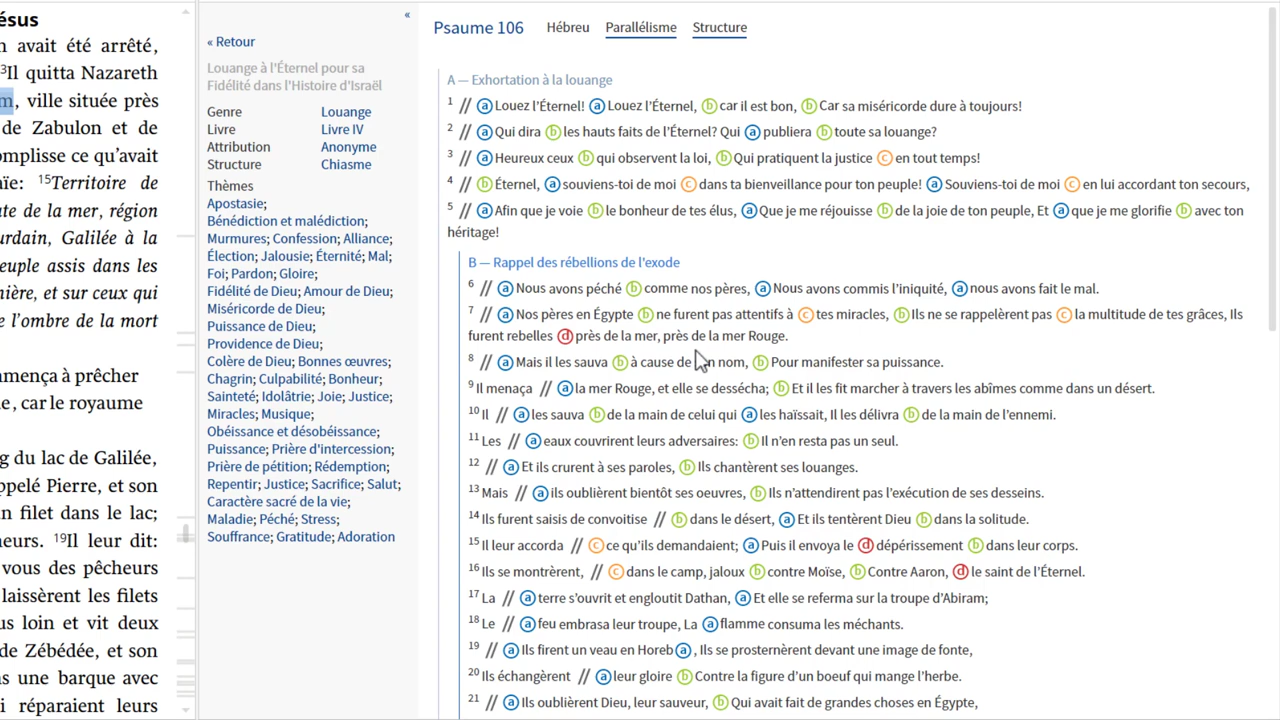 ésus
avait été arrêté,
³Il quitta Nazareth
, ville située près
de Zabulon et de
omplisse ce qu'avait
ïe: ¹⁵Territoire de
te de la mer, région
urdain, Galilée à la
euple assis dans les
nière, et sur ceux qui
e l'ombre de la mort
mença à prêcher
e, car le royaume
g du lac de Galilée,
ppelé Pierre, et son
n filet dans le lac;
eurs. ¹⁹Il leur dit:
vous des pêcheurs
laissèrent les filets
us loin et vit deux
de Zébédée, et son
s une barque avec
i réparaient leurs
«
« Retour
Louange à l'Éternel pour sa
Fidélité dans l'Histoire d'Israël
Genre Louange
Livre Livre IV
Attribution Anonyme
Structure Chiasme
Thèmes
Apostasie;
Bénédiction et malédiction;
Murmures; Confession; Alliance;
Élection; Jalousie; Éternité; Mal;
Foi; Pardon; Gloire;
Fidélité de Dieu; Amour de Dieu;
Miséricorde de Dieu;
Puissance de Dieu;
Providence de Dieu;
Colère de Dieu; Bonnes œuvres;
Chagrin; Culpabilité; Bonheur;
Sainteté; Idolâtrie; Joie; Justice;
Miracles; Musique;
Obéissance et désobéissance;
Puissance; Prière d'intercession;
Prière de pétition; Rédemption;
Repentir; Justice; Sacrifice; Salut;
Caractère sacré de la vie;
Maladie; Péché; Stress;
Souffrance; Gratitude; Adoration
Psaume 106 Hébreu Parallélisme Structure
A — Exhortation à la louange
1 // a Louez l'Éternel! a Louez l'Éternel, b car il est bon, b Car sa miséricorde dure à toujours!
2 // a Qui dira b les hauts faits de l'Éternel? Qui a publiera b toute sa louange?
3 // a Heureux ceux b qui observent la loi, b Qui pratiquent la justice c en tout temps!
4 // b Éternel, a souviens-toi de moi c dans ta bienveillance pour ton peuple! a Souviens-toi de moi c en lui accordant ton secours,
5 // a Afin que je voie b le bonheur de tes élus, a Que je me réjouisse b de la joie de ton peuple, Et a que je me glorifie b avec ton
héritage!
B — Rappel des rébellions de l'exode
6 // a Nous avons péché b comme nos pères, a Nous avons commis l'iniquité, a nous avons fait le mal.
7 // a Nos pères en Égypte b ne furent pas attentifs à c tes miracles, b Ils ne se rappelèrent pas c la multitude de tes grâces, Ils
furent rebelles d près de la mer, près de la mer Rouge.
8 // a Mais il les sauva b à cause de nom, b Pour manifester sa puissance.
9 Il menaça // a la mer Rouge, et elle se dessécha; b Et il les fit marcher à travers les abîmes comme dans un désert.
10 Il // a les sauva b de la main de celui qui a les haïssait, Il les délivra b de la main de l'ennemi.
11 Les // a eaux couvrirent leurs adversaires: b Il n'en resta pas un seul.
12 // a Et ils crurent à ses paroles, b Ils chantèrent ses louanges.
13 Mais // a ils oublièrent bientôt ses oeuvres, b Ils n'attendirent pas l'exécution de ses desseins.
14 Ils furent saisis de convoitise // b dans le désert, a Et ils tentèrent Dieu b dans la solitude.
15 Il leur accorda // c ce qu'ils demandaient; a Puis il envoya le d dépérissement b dans leur corps.
16 Ils se montrèrent, // c dans le camp, jaloux b contre Moïse, b Contre Aaron, d le saint de l'Éternel.
17 La // a terre s'ouvrit et engloutit Dathan, a Et elle se referma sur la troupe d'Abiram;
18 Le // a feu embrasa leur troupe, La a flamme consuma les méchants.
19 // a Ils firent un veau en Horeb a , Ils se prosternèrent devant une image de fonte,
20 Ils échangèrent // a leur gloire b Contre la figure d'un boeuf qui mange l'herbe.
21 // a Ils oublièrent Dieu, leur sauveur, b Qui avait fait de grandes choses en Égypte,